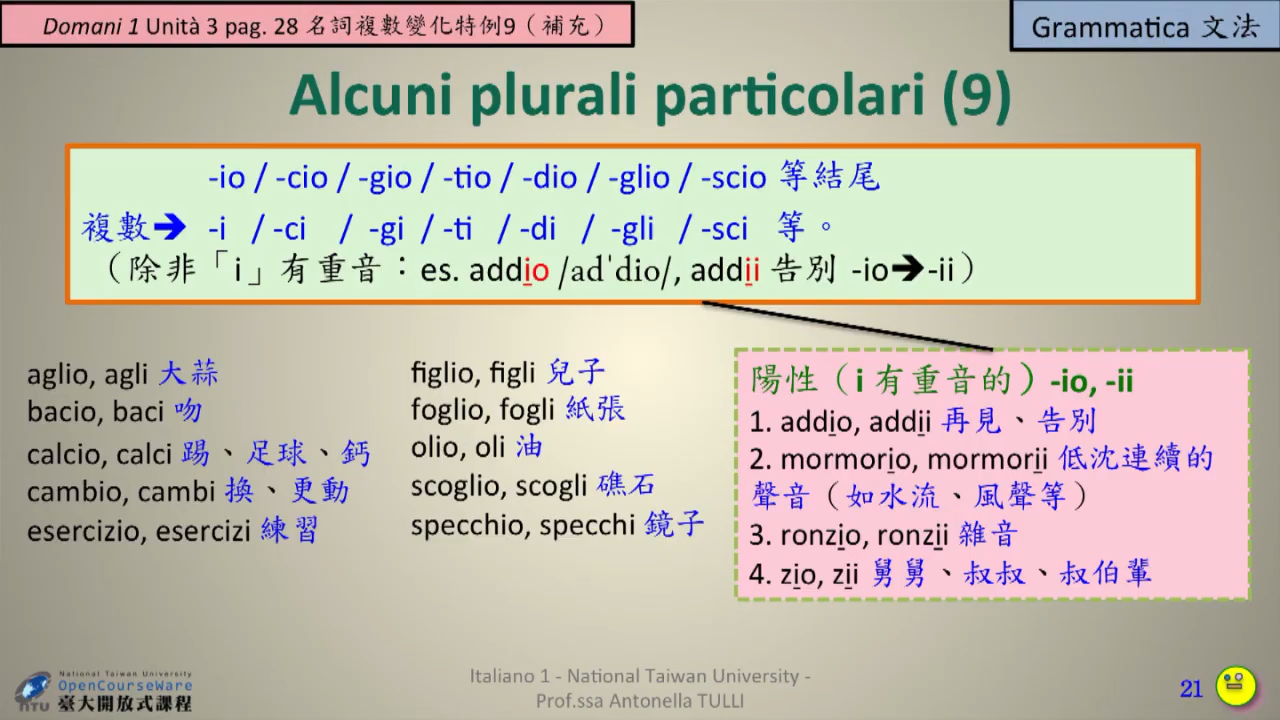 Domani 1 Unità 3 pag. 28 名詞複數變化特例9（補充）
Grammatica 文法
Alcuni plurali particolari (9)
-io / -cio / -gio / -tio / -dio / -glio / -scio 等結尾
複數➔ -i / -ci / -gi / -ti / -di / -gli / -sci 等。
（除非「i」有重音：es. addio /adˈdio/, addii 告別 -io➔-ii）
aglio, agli 大蒜
bacio, baci 吻
calcio, calci 踢、足球、鈣
cambio, cambi 換、更動
esercizio, esercizi 練習
figlio, figli 兒子
foglio, fogli 紙張
olio, oli 油
scoglio, scogli 礁石
specchio, specchi 鏡子
陽性（i 有重音的）-io, -ii
1. addio, addii 再見、告別
2. mormorio, mormorii 低沈連續的
聲音（如水流、風聲等）
3. ronzio, ronzii 雜音
4. zio, zii 舅舅、叔叔、叔伯輩
National Taiwan University
OpenCourseWare
NTU 臺大開放式課程
Italiano 1 - National Taiwan University -
Prof.ssa Antonella TULLI
21